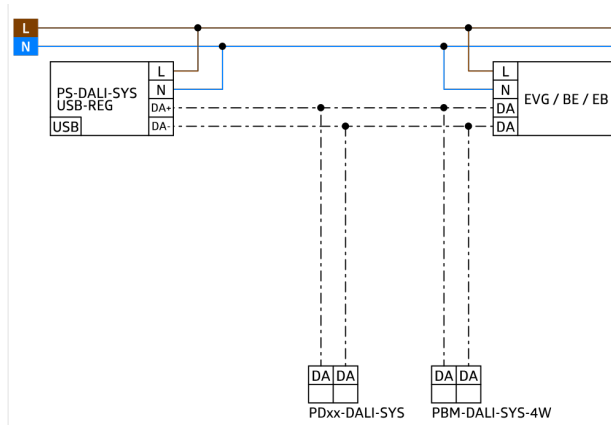 L
N
PS-DALI-SYS
USB-REG
USB
L
N
DA+
DA-
L
N
DA
DA
EVG / BE / EB
DA DA
PDxx-DALI-SYS
DA DA
PBM-DALI-SYS-4W